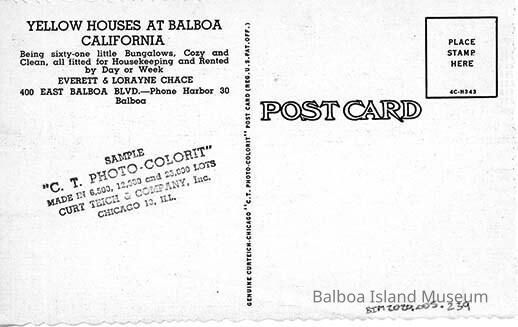 YELLOW HOUSES AT BALBOA
CALIFORNIA
Being sixty-one little Bungalows, Cozy and
Clean, all fitted for Housekeeping and Rented
by Day or Week
EVERETT & LORAYNE CHACE
400 EAST BALBOA BLVD.—Phone Harbor 30
Balboa
SAMPLE
"C. T. PHOTO-COLORIT"
MADE IN 6,500, 12,500 and 25,000 LOTS
CURT TEICH & COMPANY, Inc.
CHICAGO 13, ILL.
GENUINE CURTEICH-CHICAGO "C. T. PHOTO-COLORIT" POST CARD (REG. U.S. PAT. OFF.)
POST CARD
PLACE
STAMP
HERE
4C-H343
Balboa Island Museum
BIM2020.005.239